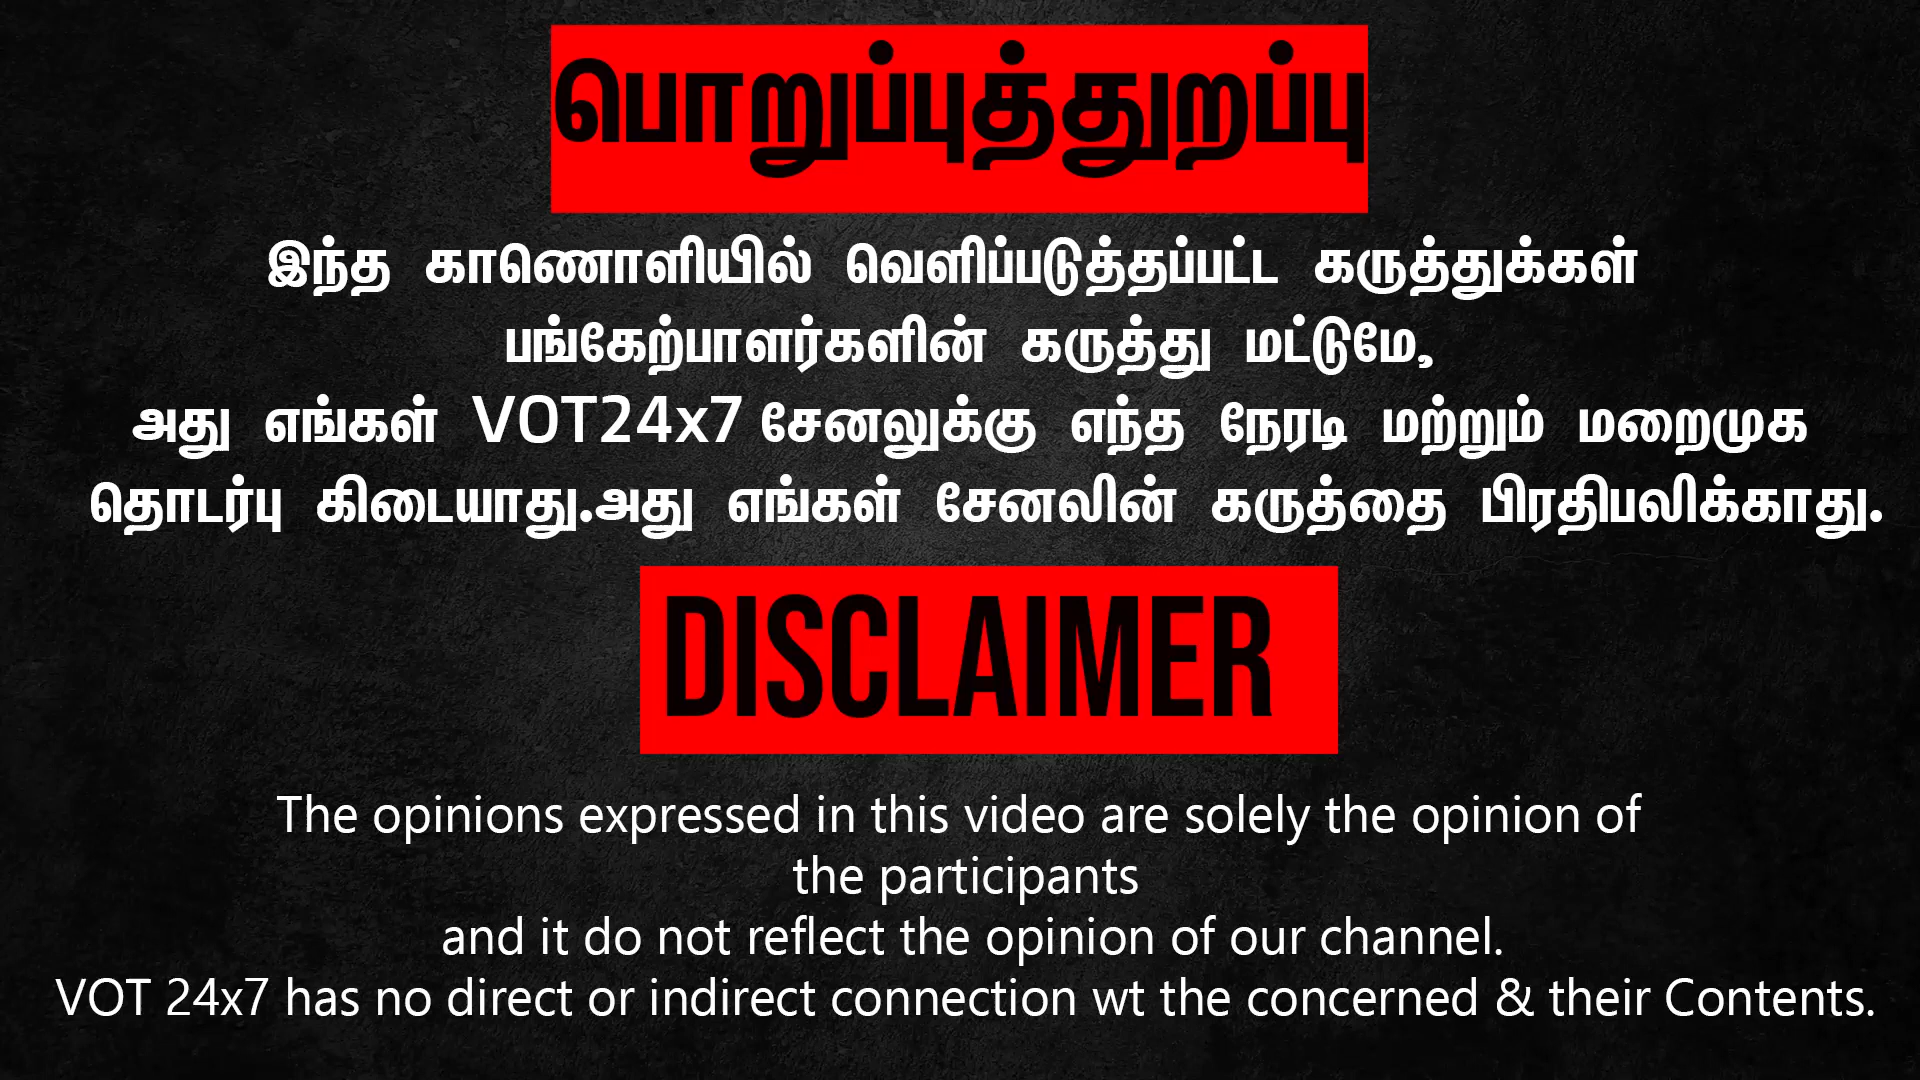 பொறுப்புத்துறப்பு
இந்த காணொளியில் வெளிப்படுத்தப்பட்ட கருத்துக்கள்
பங்கேற்பாளர்களின் கருத்து மட்டுமே,
அது எங்கள் VOT24x7 சேனலுக்கு எந்த நேரடி மற்றும் மறைமுக
தொடர்பு கிடையாது.அது எங்கள் சேனலின் கருத்தை பிரதிபலிக்காது.
DISCLAIMER
The opinions expressed in this video are solely the opinion of
the participants
and it do not reflect the opinion of our channel.
VOT 24x7 has no direct or indirect connection wt the concerned & their Contents.